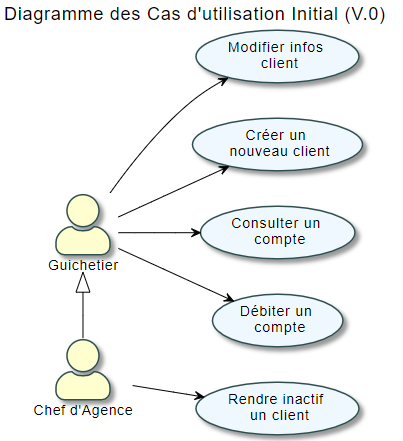 Diagramme des Cas d'utilisation Initial (V.0)
Modifier infos
client
Créer un
nouveau client
Consulter un
compte
Guichetier
Débiter un
compte
Chef d'Agence
Rendre inactif
un client